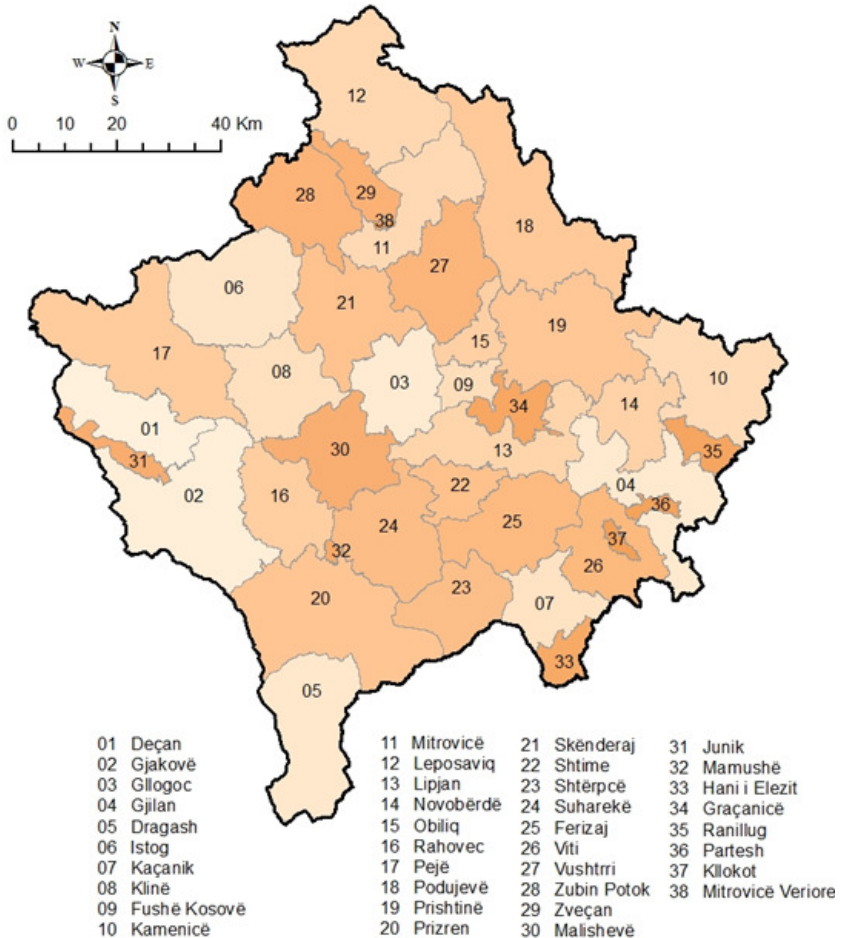 N
W E
S
0 10 20 40 Km
12
28
29
38
11
18
27
06
21
19
17
15
10
08
03
09
34
14
01
13
35
31
30
04
02
16
22
36
24
25
37
32
26
20
23
07
33
05
01 Deçan
02 Gjakovë
03 Gllogoc
04 Gjilan
05 Dragash
06 Istog
07 Kaçanik
08 Klinë
09 Fushë Kosovë
10 Kamenicë
11 Mitrovicë
12 Leposaviq
13 Lipjan
14 Novobërdë
15 Obiliq
16 Rahovec
17 Pejë
18 Podujevë
19 Prishtinë
20 Prizren
21 Skënderaj
22 Shtime
23 Shtërpcë
24 Suharekë
25 Ferizaj
26 Viti
27 Vushtrri
28 Zubin Potok
29 Zveçan
30 Malishevë
31 Junik
32 Mamushë
33 Hani i Elezit
34 Graçanicë
35 Ranillug
36 Partesh
37 Kllokot
38 Mitrovicë Veriore